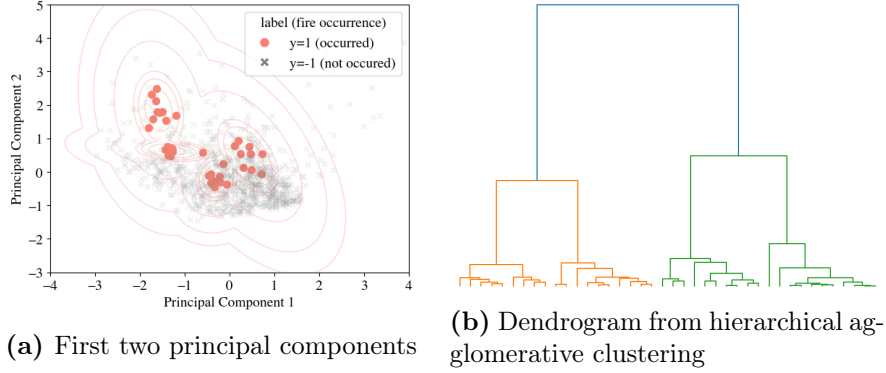 5
4
3
2
1
0
−1
−2
−3
Principal Component 2
label (fire occurrence)
y=1 (occurred)
y=-1 (not occured)
−4 −3 −2 −1 0 1 2 3 4
Principal Component 1
(a) First two principal components
(b) Dendrogram from hierarchical ag-
glomerative clustering